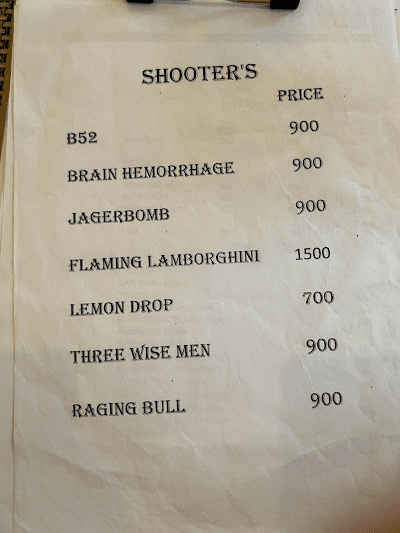 SHOOTER'S
PRICE
B52 900
BRAIN HEMORRHAGE 900
JAGERBOMB 900
FLAMING LAMBORGHINI 1500
LEMON DROP 700
THREE WISE MEN 900
RAGING BULL 900